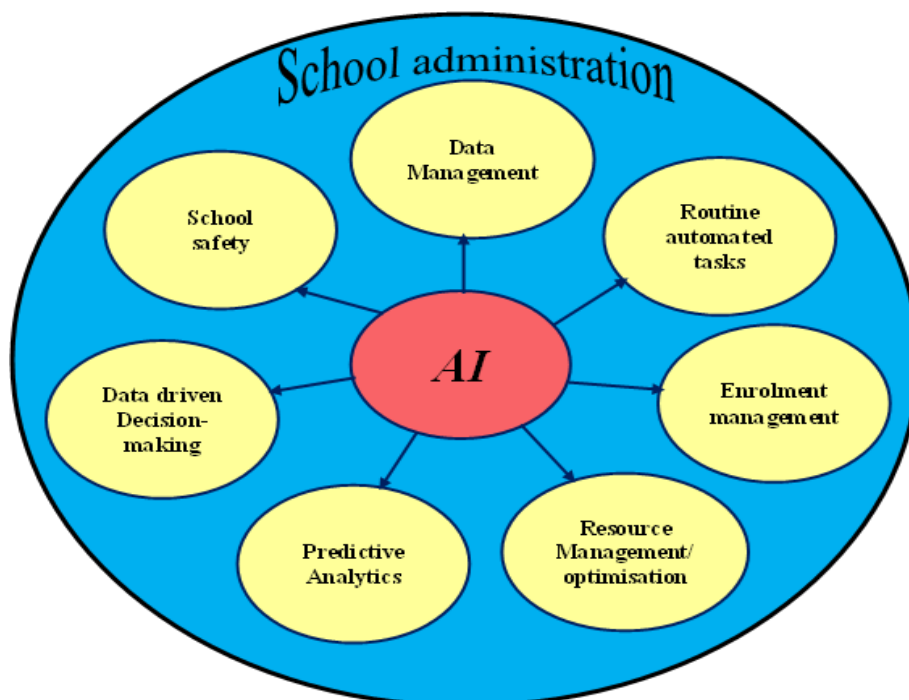 School administration
Data
Management
School
safety
Routine
automated
tasks
AI
Data driven
Decision-
making
Enrolment
management
Predictive
Analytics
Resource
Management/
optimisation